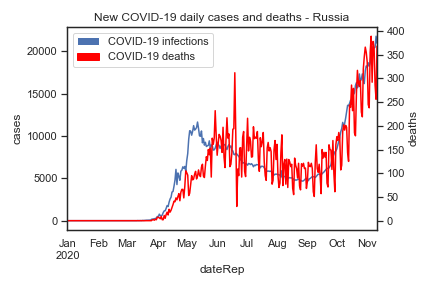 New COVID-19 daily cases and deaths - Russia
COVID-19 infections
COVID-19 deaths
cases
20000
15000
10000
5000
0
deaths
400
350
300
250
200
150
100
50
0
Jan Feb Mar Apr May Jun Jul Aug Sep Oct Nov
2020
dateRep